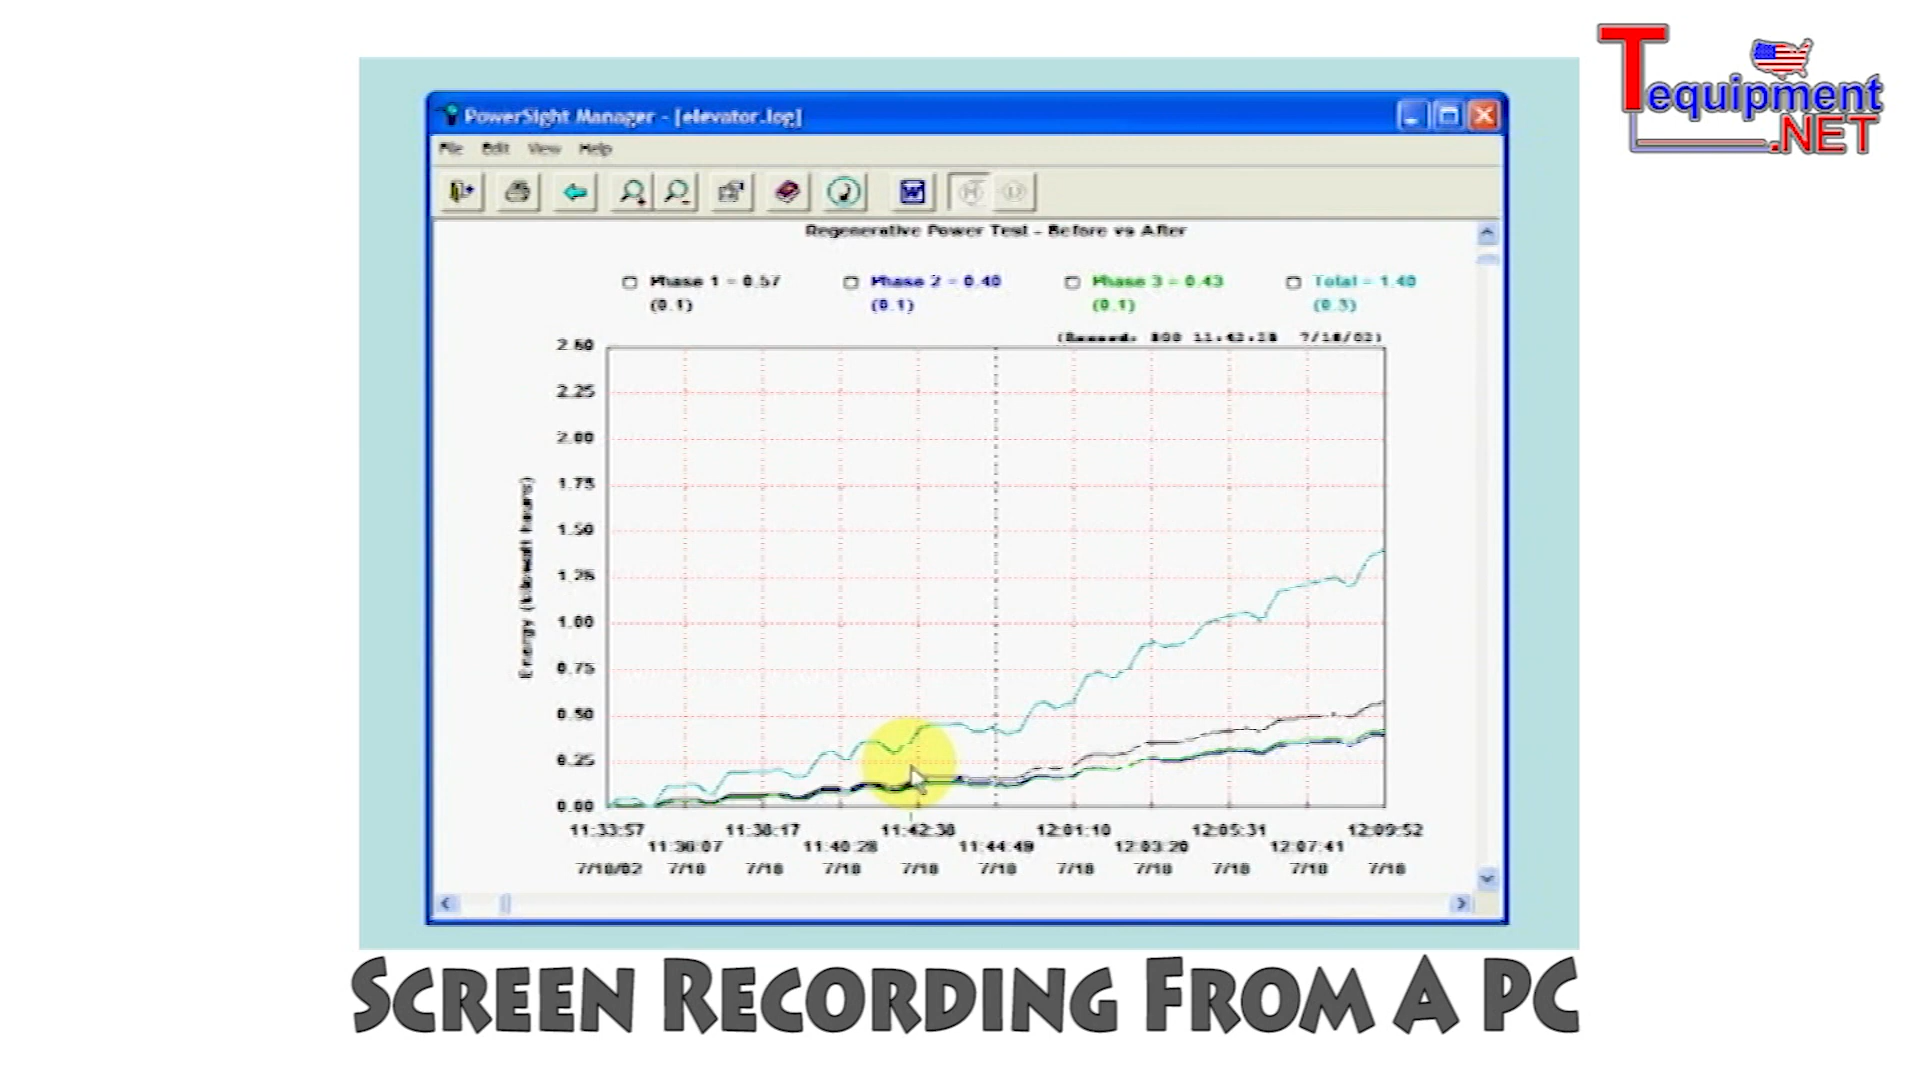 Tequipment
.NET
PowerSight Manager - [elevator.log]
File Edit View Help
Regenerative Power Test - Before vs After
Phase 1 = 0.57 Phase 2 = 0.40 Phase 3 = 0.43 Total = 1.40
(0.1) (0.1) (0.1) (0.3)
2.50
2.25
2.00
1.75
1.50
1.25
1.00
0.75
0.50
0.25
0.00
Energy (kilowatt hours)
11:33:57 11:38:17 11:42:38 12:01:10 12:05:31 12:09:52
11:36:07 11:40:28 11:44:49 12:03:20 12:07:41
7/18/02 7/18 7/18 7/18 7/18 7/18 7/18 7/18 7/18 7/18 7/18
SCREEN RECORDING FROM A PC